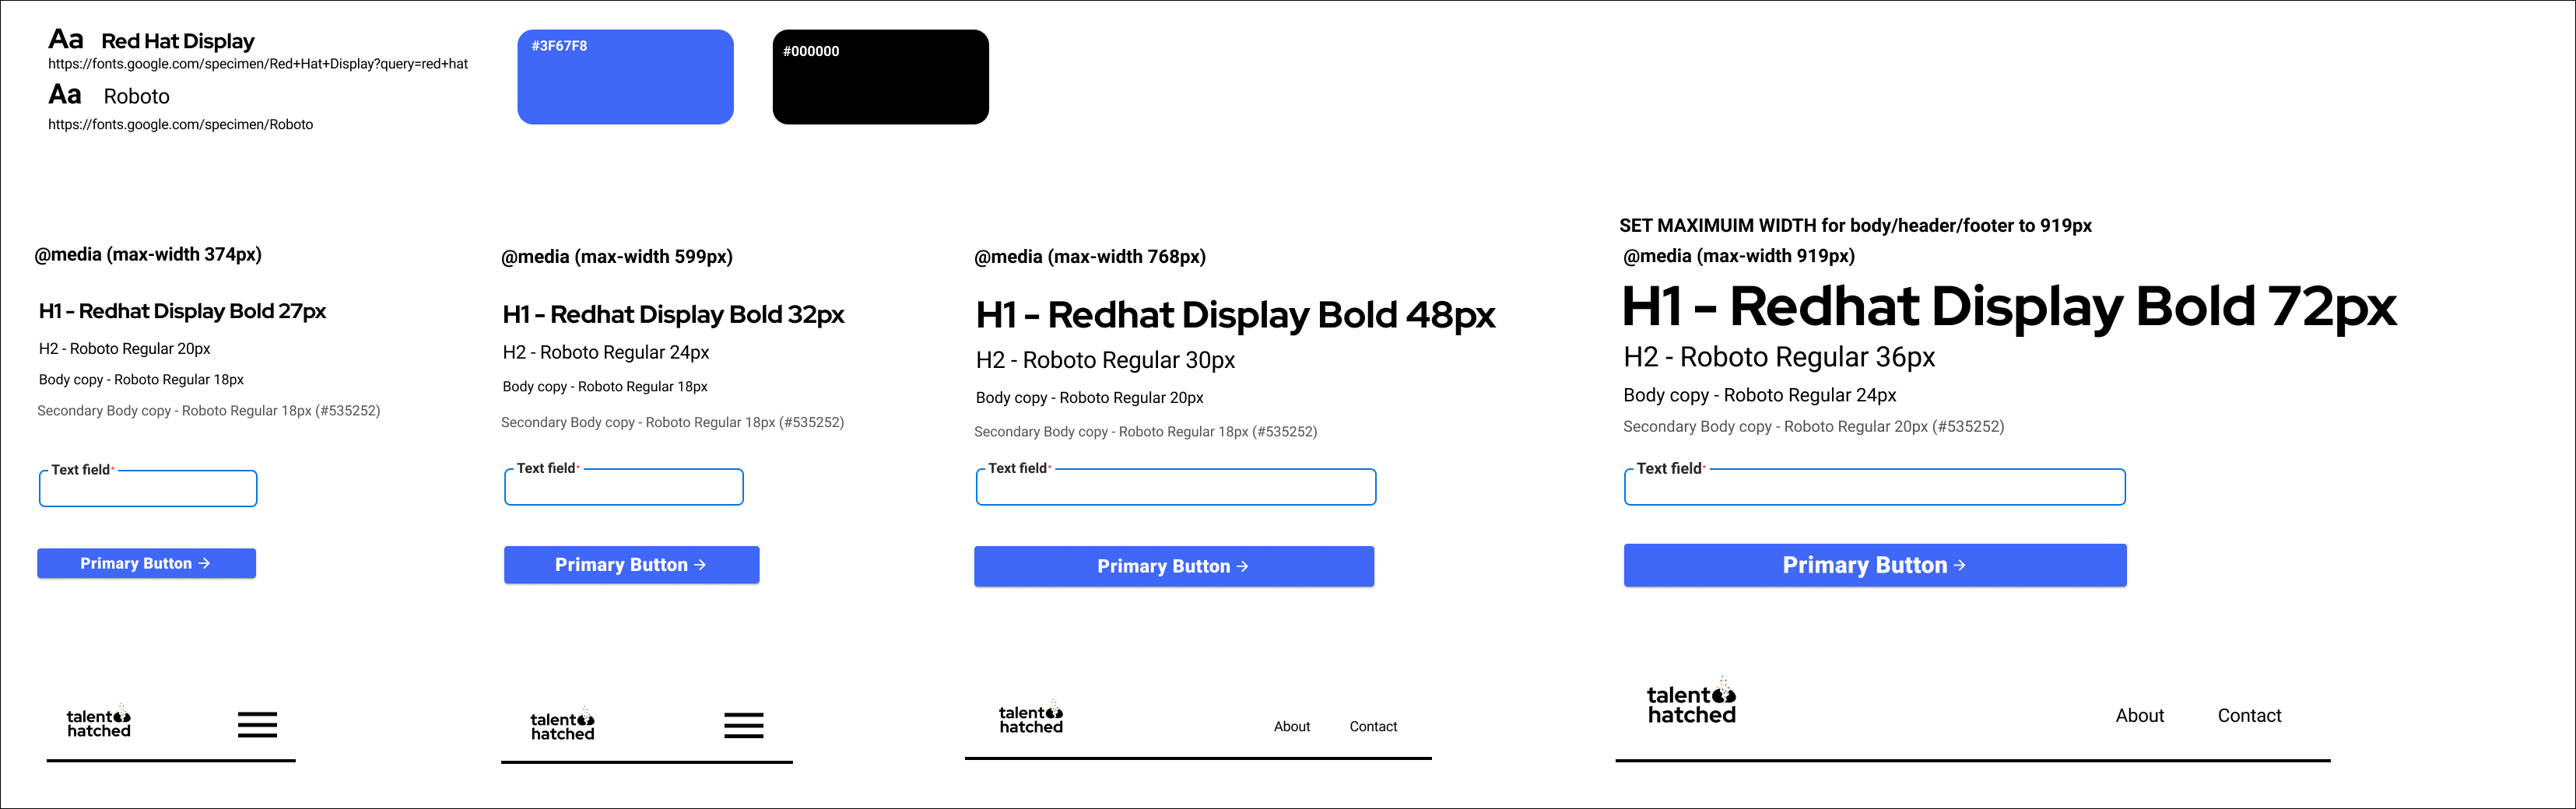 Aa Red Hat Display
https://fonts.google.com/specimen/Red+Hat+Display?query=red+hat
Aa Roboto
https://fonts.google.com/specimen/Roboto
#3F67F8
#000000
@media (max-width 374px)
H1 - Redhat Display Bold 27px
H2 - Roboto Regular 20px
Body copy - Roboto Regular 18px
Secondary Body copy - Roboto Regular 18px (#535252)
Text field*
Primary Button →
talent
hatched
@media (max-width 599px)
H1 - Redhat Display Bold 32px
H2 - Roboto Regular 24px
Body copy - Roboto Regular 18px
Secondary Body copy - Roboto Regular 18px (#535252)
Text field*
Primary Button →
talent
hatched
@media (max-width 768px)
H1 - Redhat Display Bold 48px
H2 - Roboto Regular 30px
Body copy - Roboto Regular 20px
Secondary Body copy - Roboto Regular 18px (#535252)
Text field*
Primary Button →
talent
hatched
About Contact
SET MAXIMUIM WIDTH for body/header/footer to 919px
@media (max-width 919px)
H1 - Redhat Display Bold 72px
H2 - Roboto Regular 36px
Body copy - Roboto Regular 24px
Secondary Body copy - Roboto Regular 20px (#535252)
Text field*
Primary Button →
talent
hatched
About Contact